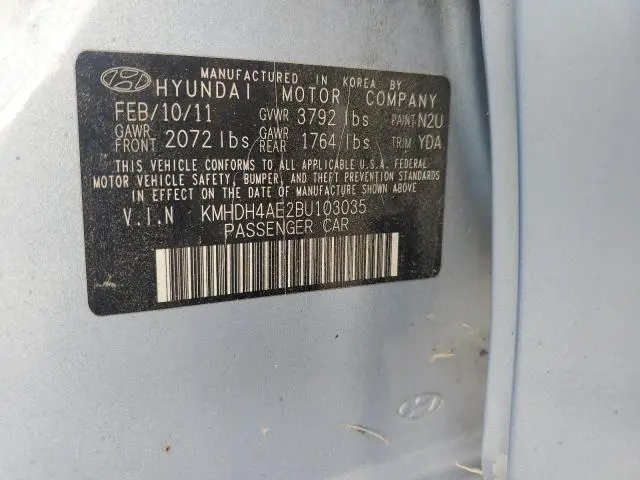 MANUFACTURED IN KOREA BY
HYUNDAI MOTOR COMPANY
FEB/10/11 GVWR 3792 lbs PAINT N2U
GAWR FRONT 2072 lbs GAWR REAR 1764 lbs TRIM YDA
THIS VEHICLE CONFORMS TO ALL APPLICABLE U.S.A. FEDERAL
MOTOR VEHICLE SAFETY, BUMPER, AND THEFT PREVENTION STANDARDS
IN EFFECT ON THE DATE OF MANUFACTURE SHOWN ABOVE.
V.I.N KMHDH4AE2BU103035
PASSENGER CAR